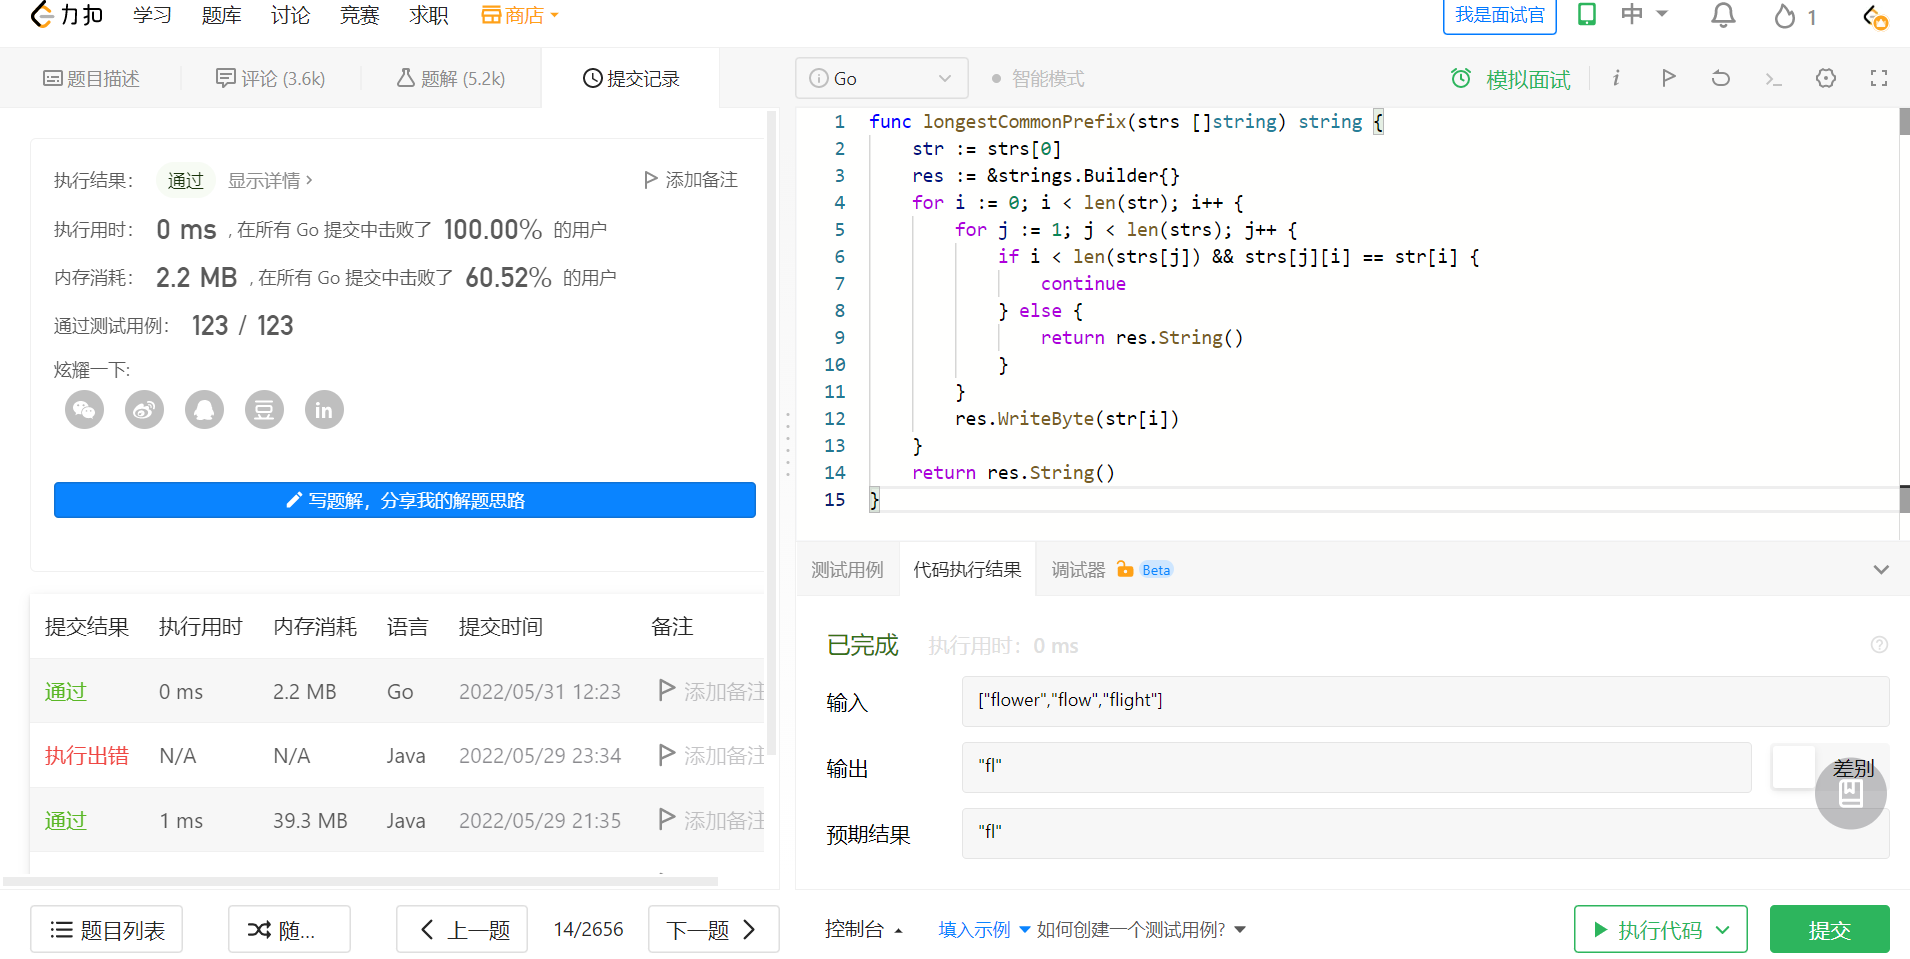 力扣 学习 题库 讨论 竞赛 求职 商店 我是面试官 中 1
题目描述 评论 (3.6k) 题解 (5.2k) 提交记录
执行结果： 通过 显示详情 > 添加备注
执行用时： 0 ms , 在所有 Go 提交中击败了 100.00% 的用户
内存消耗： 2.2 MB , 在所有 Go 提交中击败了 60.52% 的用户
通过测试用例： 123 / 123
炫耀一下:
豆 in
写题解，分享我的解题思路
提交结果 执行用时 内存消耗 语言 提交时间 备注
通过 0 ms 2.2 MB Go 2022/05/31 12:23 添加备注
执行出错 N/A N/A Java 2022/05/29 23:34 添加备注
通过 1 ms 39.3 MB Java 2022/05/29 21:35 添加备注
题目列表 随... 上一题 14/2656 下一题
i Go 智能模式 模拟面试 i >_
1 func longestCommonPrefix(strs []string) string {
2 str := strs[0]
3 res := &strings.Builder{}
4 for i := 0; i < len(str); i++ {
5 for j := 1; j < len(strs); j++ {
6 if i < len(strs[j]) && strs[j][i] == str[i] {
7 continue
8 } else {
9 return res.String()
10 }
11 }
12 res.WriteByte(str[i])
13 }
14 return res.String()
15 }
测试用例 代码执行结果 调试器 Beta
已完成 执行用时：0 ms ?
输入 ["flower","flow","flight"]
输出 "fl" 差别
预期结果 "fl"
控制台 填入示例 如何创建一个测试用例? 执行代码 提交